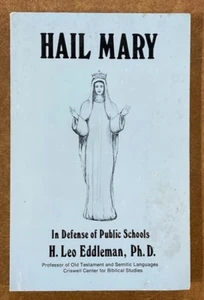 HAIL MARY
In Defense of Public Schools
H. Leo Eddleman, Ph. D.
Professor of Old Testament and Semitic Languages
Criswell Center for Biblical Studies